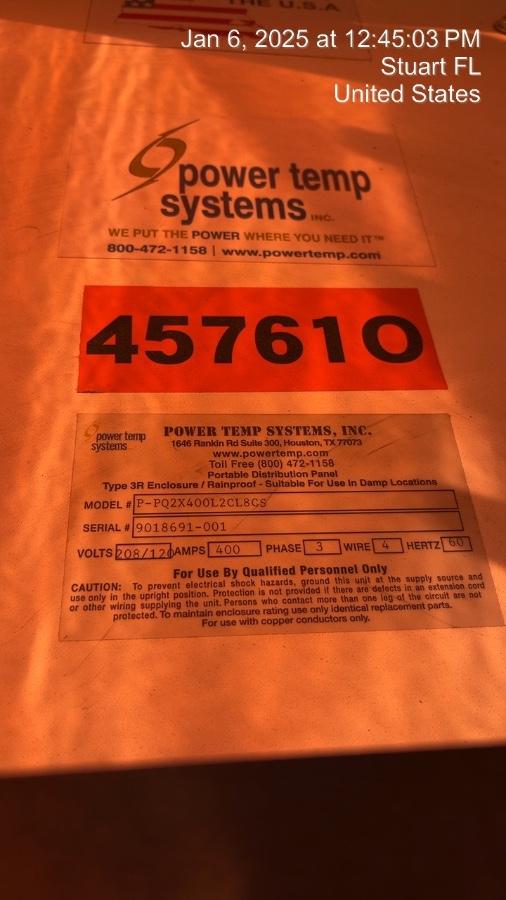 THE U.S.A
Jan 6, 2025 at 12:45:03 PM
Stuart FL
United States
power temp
systems INC.
WE PUT THE POWER WHERE YOU NEED IT™
800-472-1158 | www.powertemp.com
457610
power temp
systems
POWER TEMP SYSTEMS, INC.
1646 Rankin Rd Suite 300, Houston, TX 77073
www.powertemp.com
Toll Free (800) 472-1158
Portable Distribution Panel
Type 3R Enclosure / Rainproof - Suitable For Use In Damp Locations
MODEL # P-PQ2X400L2CL8CS
SERIAL # 9018691-001
VOLTS 208/120 AMPS 400 PHASE 3 WIRE 4 HERTZ 60
For Use By Qualified Personnel Only
CAUTION: To prevent electrical shock hazards, ground this unit at the supply source and
use only in the upright position. Protection is not provided if there are defects in an extension cord
or other wiring supplying the unit. Persons who contact more than one leg of the circuit are not
protected. To maintain enclosure rating use only identical replacement parts.
For use with copper conductors only.